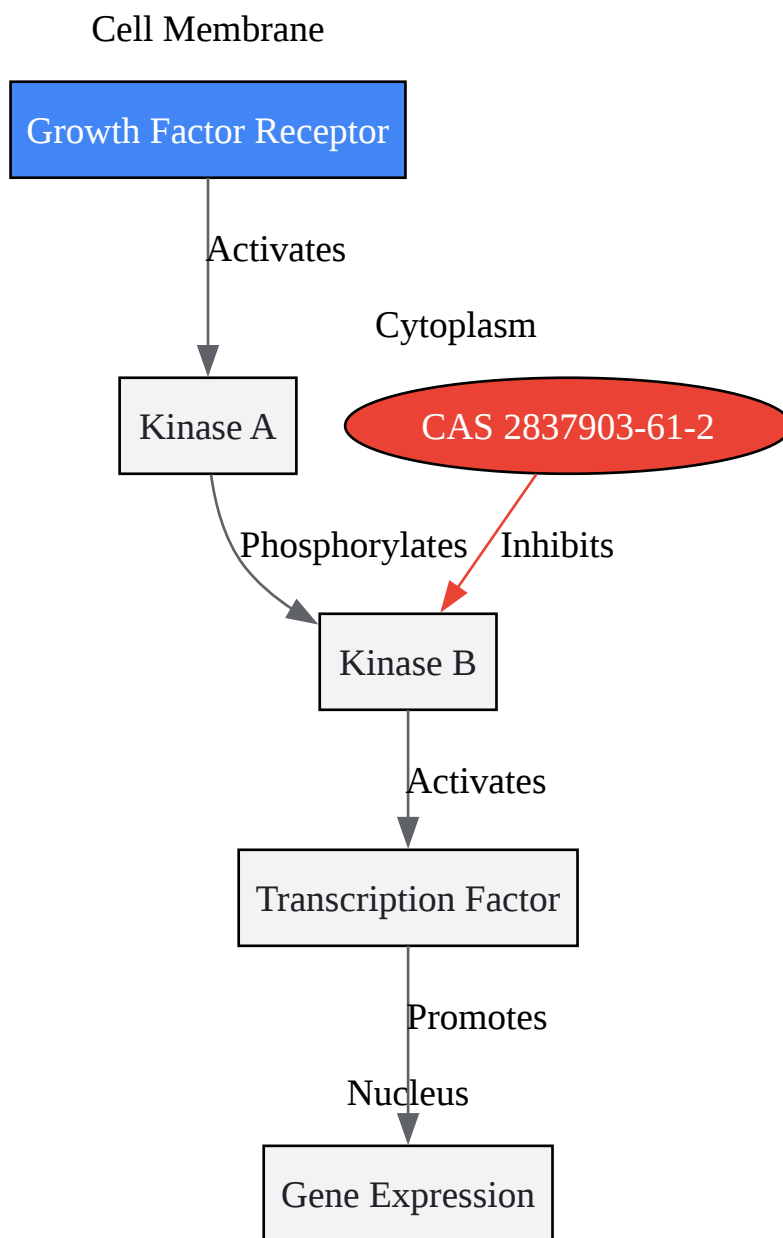 Cell Membrane
Growth Factor Receptor
Activates
Cytoplasm
Kinase A
CAS 2837903-61-2
Phosphorylates
Inhibits
Kinase B
Activates
Transcription Factor
Promotes
Nucleus
Gene Expression